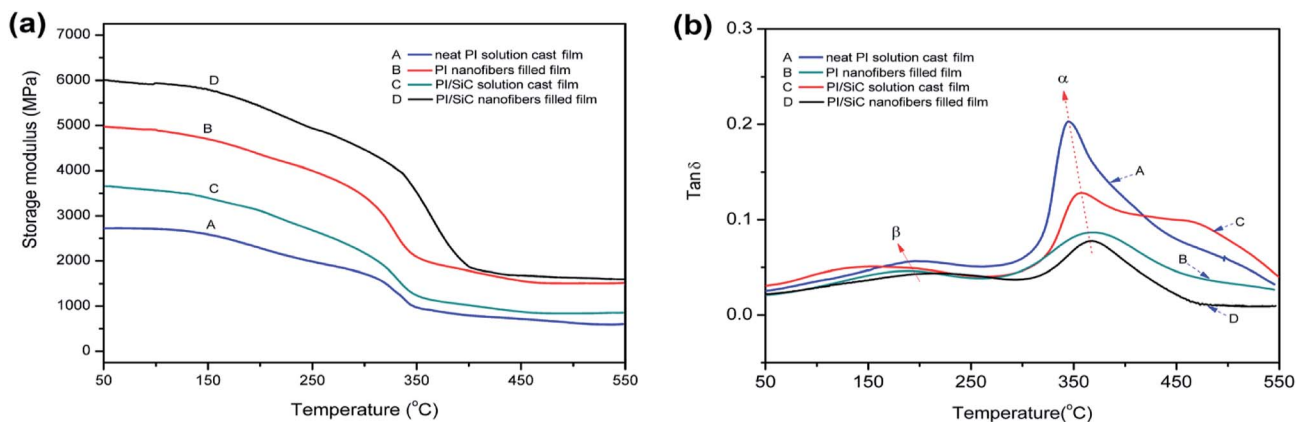 (a)
7000
6000
5000
4000
3000
2000
1000
0
Storage modulus (MPa)
A neat PI solution cast film
B PI nanofibers filled film
C PI/SiC solution cast film
D PI/SiC nanofibers filled film
D
B
C
A
50 150 250 350 450 550
Temperature (°C)
(b)
0.3
0.2
0.1
0.0
Tan δ
A neat PI solution cast film
B PI nanofibers filled film
C PI/SiC solution cast film
D PI/SiC nanofibers filled film
α
A
β
C
B
D
50 150 250 350 450 550
Temperature(°C)